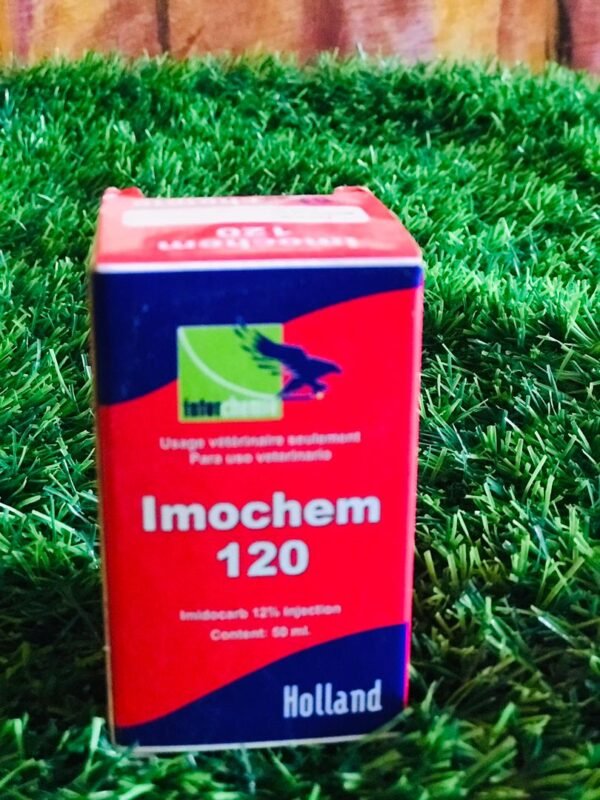 Imochem
120
interchemie
Usage vétérinaire seulement
Para uso veterinario
Imochem
120
Imidocarb 12% injection
Content: 50 ml.
Holland